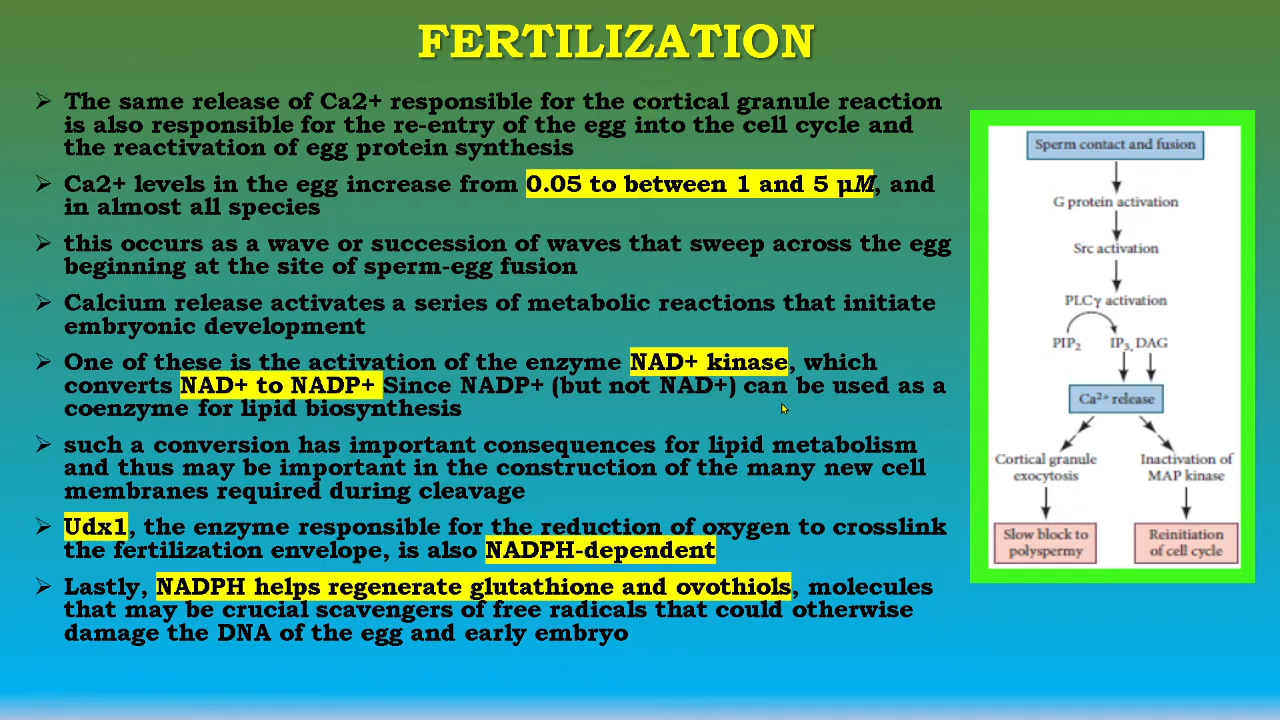 FERTILIZATION
➢ The same release of Ca2+ responsible for the cortical granule reaction
is also responsible for the re-entry of the egg into the cell cycle and
the reactivation of egg protein synthesis
➢ Ca2+ levels in the egg increase from 0.05 to between 1 and 5 μM, and
in almost all species
➢ this occurs as a wave or succession of waves that sweep across the egg
beginning at the site of sperm-egg fusion
➢ Calcium release activates a series of metabolic reactions that initiate
embryonic development
➢ One of these is the activation of the enzyme NAD+ kinase, which
converts NAD+ to NADP+ Since NADP+ (but not NAD+) can be used as a
coenzyme for lipid biosynthesis
➢ such a conversion has important consequences for lipid metabolism
and thus may be important in the construction of the many new cell
membranes required during cleavage
➢ Udx1, the enzyme responsible for the reduction of oxygen to crosslink
the fertilization envelope, is also NADPH-dependent
➢ Lastly, NADPH helps regenerate glutathione and ovothiols, molecules
that may be crucial scavengers of free radicals that could otherwise
damage the DNA of the egg and early embryo
Sperm contact and fusion
G protein activation
Src activation
PLCγ activation
PIP2 IP3, DAG
Ca2+ release
Cortical granule
exocytosis
Inactivation of
MAP kinase
Slow block to
polyspermy
Reinitiation
of cell cycle